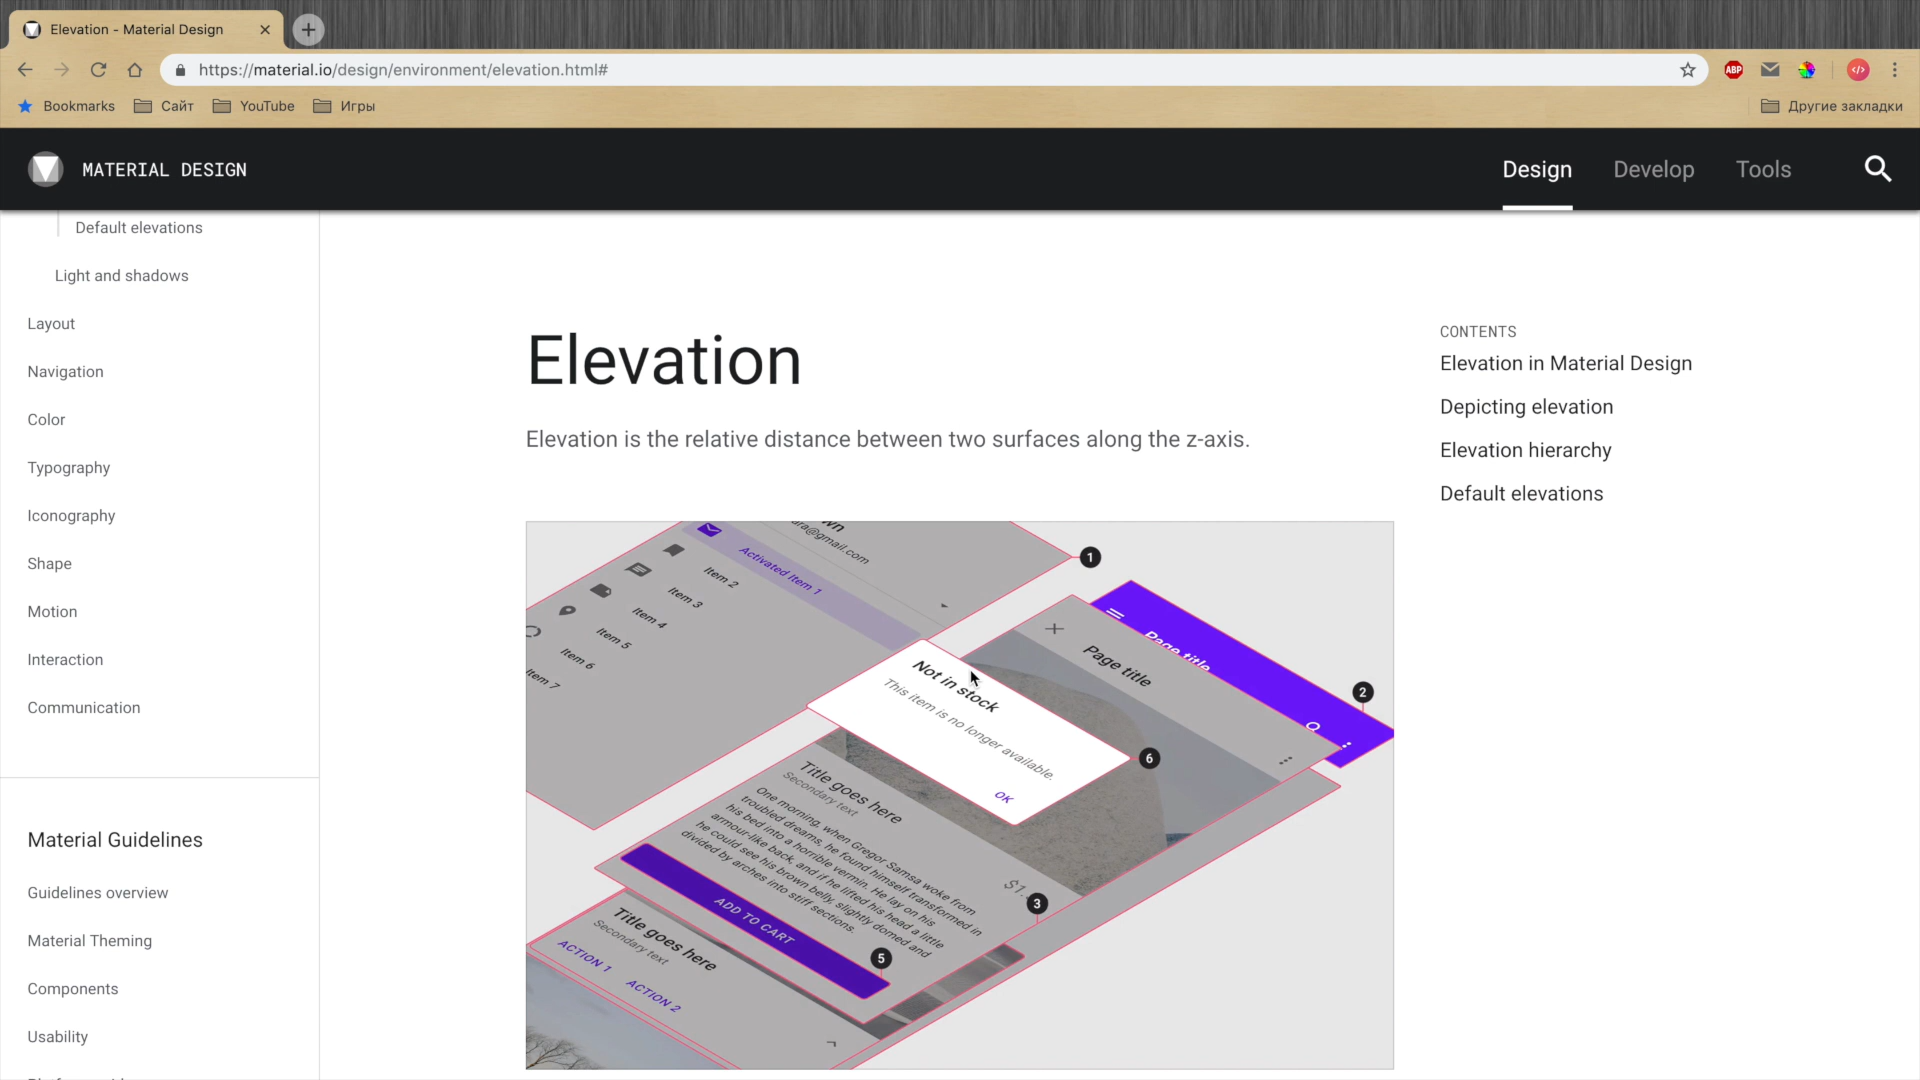 Elevation - Material Design
https://material.io/design/environment/elevation.html#
ABP
Bookmarks
Сайт
YouTube
Игры
Другие закладки
MATERIAL DESIGN
Design
Develop
Tools
Default elevations
Light and shadows
Layout
Navigation
Color
Typography
Iconography
Shape
Motion
Interaction
Communication
Material Guidelines
Guidelines overview
Material Theming
Components
Usability
Elevation
Elevation is the relative distance between two surfaces along the z-axis.
CONTENTS
Elevation in Material Design
Depicting elevation
Elevation hierarchy
Default elevations
ara@gmail.com
Activated Item 1
Item 2
Item 3
Item 4
Item 5
Item 6
Item 7
1
Page title
2
Page title
Not in stock
This item is no longer available.
OK
6
Title goes here
Secondary text
One morning, when Gregor Samsa woke from
troubled dreams, he found himself transformed in
his bed into a horrible vermin. He lay on his
armour-like back, and if he lifted his head a little
he could see his brown belly, slightly domed and
divided by arches into stiff sections.
$1.
3
ADD TO CART
5
Title goes here
Secondary text
ACTION 1
ACTION 2